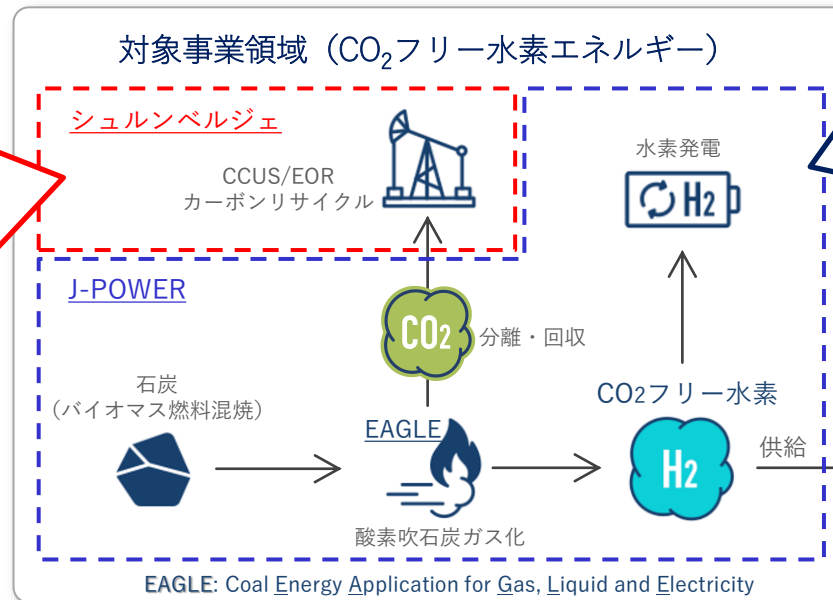 対象事業領域（CO₂フリー水素エネルギー）
シュルンベルジェ
CCUS/EOR
カーボンリサイクル
水素発電
H2
J-POWER
CO₂
分離・回収
石炭
（バイオマス燃料混焼）
EAGLE
酸素吹石炭ガス化
CO2フリー水素
H₂
供給
EAGLE: Coal Energy Application for Gas, Liquid and Electricity